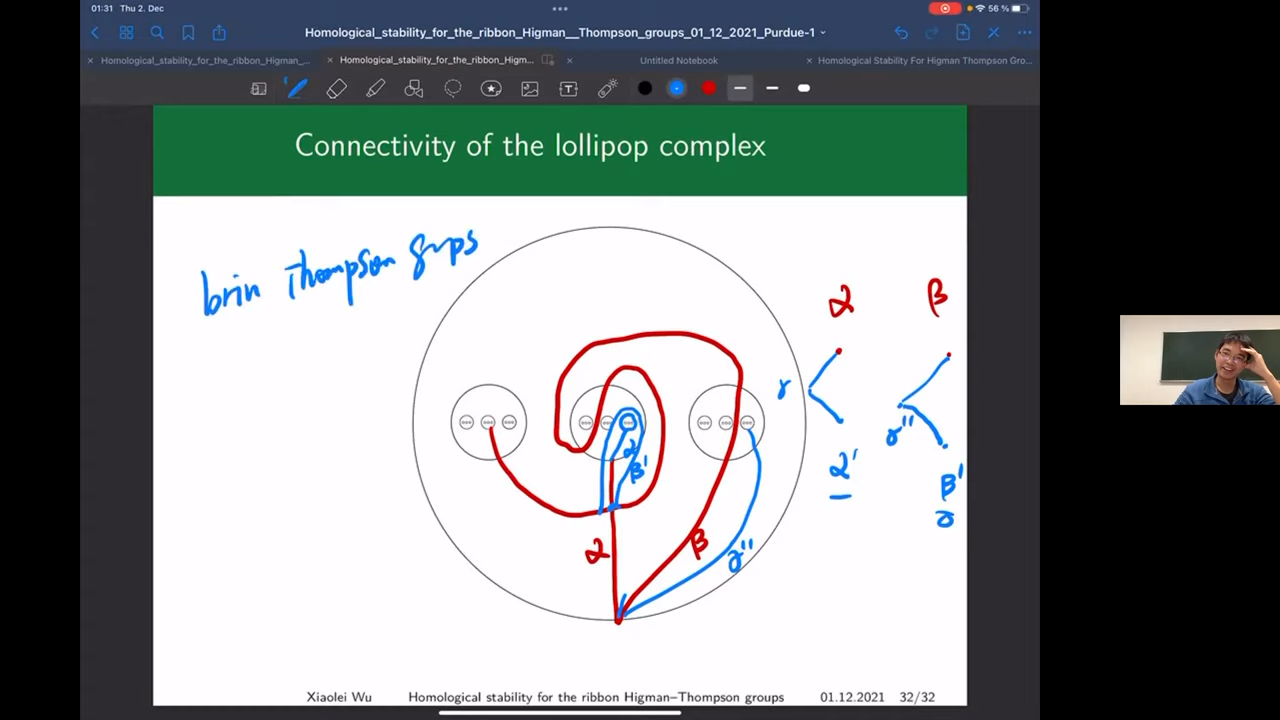 01:31 Thu 2. Dec
56 %
Homological_stability_for_the_ribbon_Higman__Thompson_groups_01_12_2021_Purdue-1
Homological_stability_for_the_ribbon_Higman_...
Homological_stability_for_the_ribbon_Higm...
Untitled Notebook
Homological Stability For Higman Thompson Gro...
Connectivity of the lollipop complex
brin Thompson groups
α β
γ
γ''
α'
β'
α
β'
α
β
γ''
Xiaolei Wu Homological stability for the ribbon Higman–Thompson groups 01.12.2021 32/32